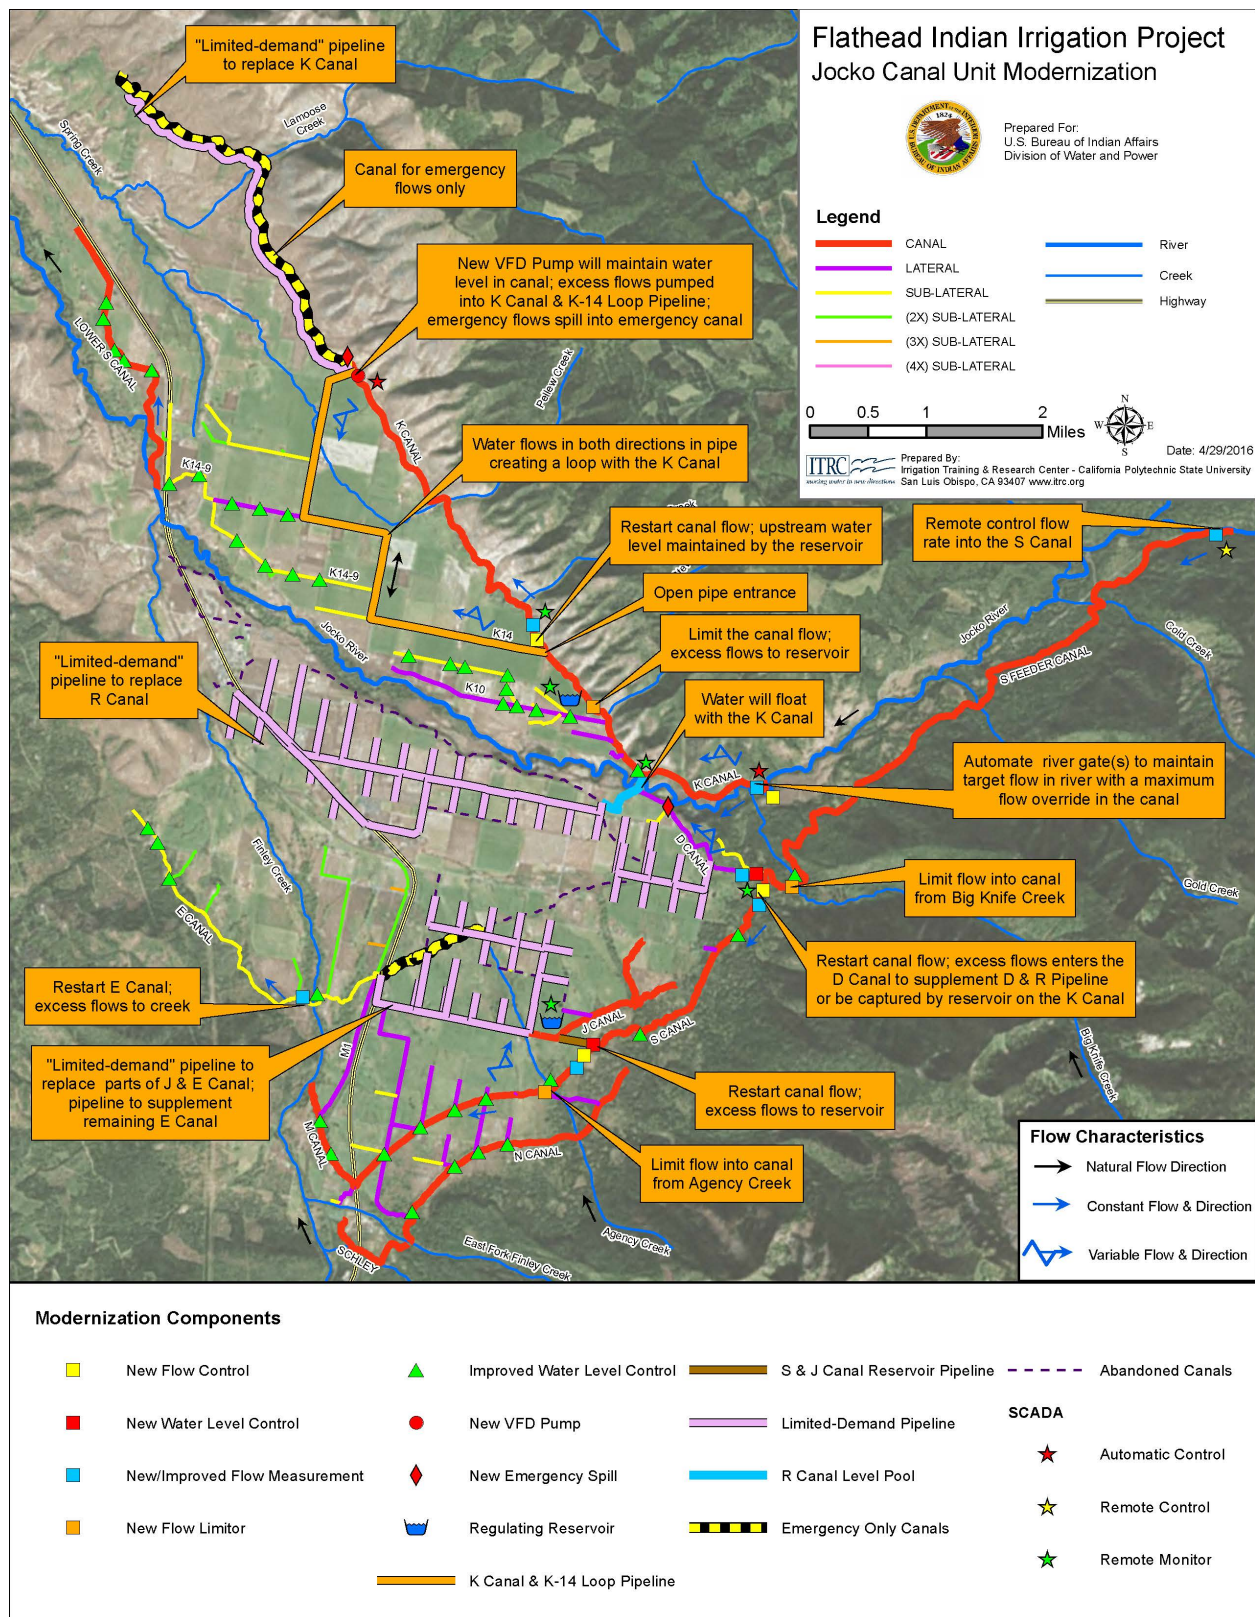 Flathead Indian Irrigation Project
Jocko Canal Unit Modernization
U.S. DEPARTMENT OF THE INTERIOR
1824
BUREAU OF INDIAN AFFAIRS
Prepared For:
U.S. Bureau of Indian Affairs
Division of Water and Power
Legend
CANAL
LATERAL
SUB-LATERAL
(2X) SUB-LATERAL
(3X) SUB-LATERAL
(4X) SUB-LATERAL
River
Creek
Highway
0 0.5 1 2
Miles
N
W E
S
Date: 4/29/2016
ITRC
moving water in new directions
Prepared By:
Irrigation Training & Research Center - California Polytechnic State University
San Luis Obispo, CA 93407 www.itrc.org
"Limited-demand" pipeline
to replace K Canal
Lamoose
Creek
Spring Creek
Canal for emergency
flows only
New VFD Pump will maintain water
level in canal; excess flows pumped
into K Canal & K-14 Loop Pipeline;
emergency flows spill into emergency canal
LOWER S CANAL
Pellew Creek
K CANAL
Water flows in both directions in pipe
creating a loop with the K Canal
K14-9
Restart canal flow; upstream water
level maintained by the reservoir
Remote control flow
rate into the S Canal
K14-9
Open pipe entrance
K14
Jocko River
Limit the canal flow;
excess flows to reservoir
Jocko River
Cold Creek
S FEEDER CANAL
"Limited-demand"
pipeline to replace
R Canal
K10
Water will float
with the K Canal
K CANAL
Automate river gate(s) to maintain
target flow in river with a maximum
flow override in the canal
D CANAL
Finley Creek
Limit flow into canal
from Big Knife Creek
Gold Creek
E CANAL
Restart canal flow; excess flows enters the
D Canal to supplement D & R Pipeline
or be captured by reservoir on the K Canal
Restart E Canal;
excess flows to creek
J CANAL
S CANAL
Big Knife Creek
M1
"Limited-demand" pipeline to
replace parts of J & E Canal;
pipeline to supplement
remaining E Canal
Restart canal flow;
excess flows to reservoir
M CANAL
N CANAL
Limit flow into canal
from Agency Creek
Agency Creek
SCHLEY
East Fork Finley Creek
Flow Characteristics
Natural Flow Direction
Constant Flow & Direction
Variable Flow & Direction
Modernization Components
New Flow Control
New Water Level Control
New/Improved Flow Measurement
New Flow Limitor
Improved Water Level Control
New VFD Pump
New Emergency Spill
Regulating Reservoir
K Canal & K-14 Loop Pipeline
S & J Canal Reservoir Pipeline
Limited-Demand Pipeline
R Canal Level Pool
Emergency Only Canals
Abandoned Canals
SCADA
Automatic Control
Remote Control
Remote Monitor